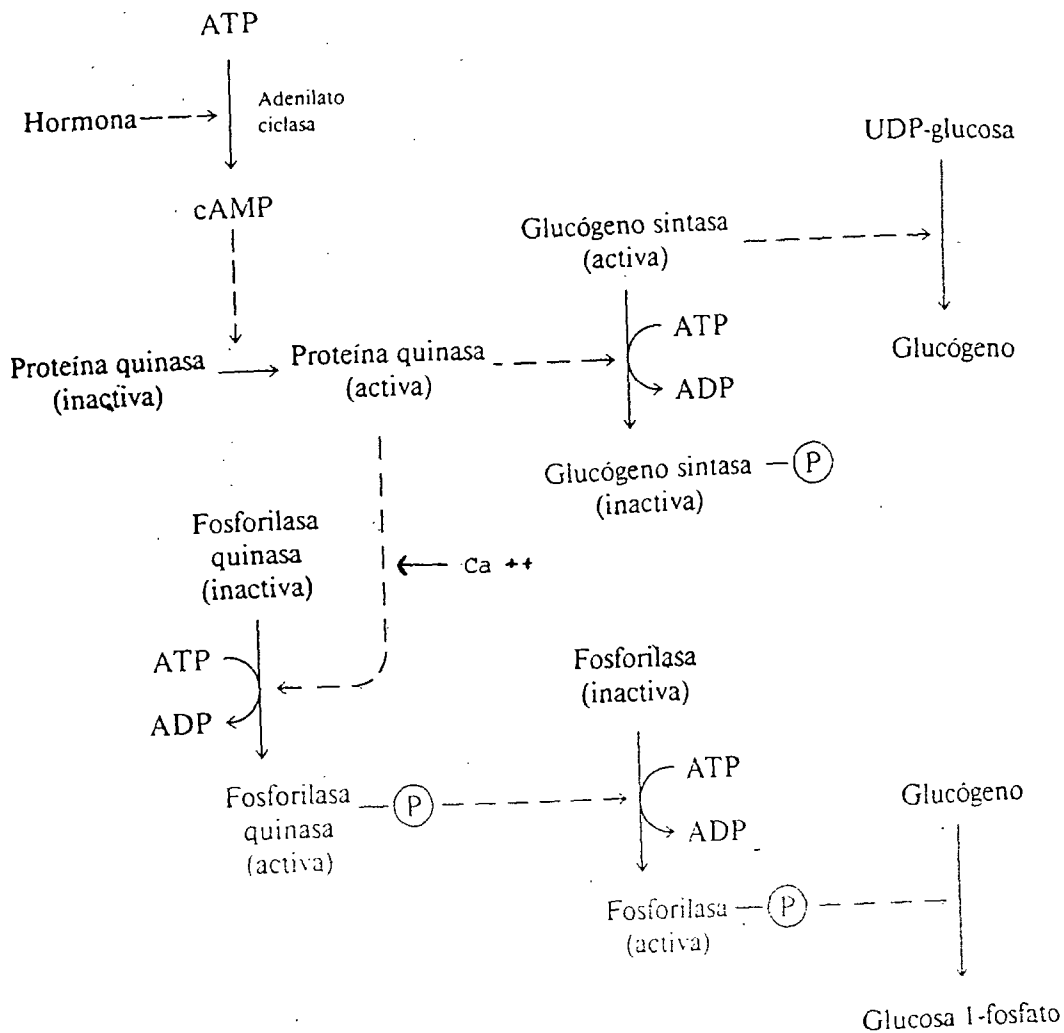 ATP
Hormona
Adenilato
ciclasa
cAMP
UDP-glucosa
Glucógeno sintasa
(activa)
ATP
ADP
Glucógeno
Proteína quinasa
(inactiva)
Proteína quinasa
(activa)
Glucógeno sintasa — P
(inactiva)
Fosforilasa
quinasa
(inactiva)
Ca ++
ATP
ADP
Fosforilasa
(inactiva)
Fosforilasa — P
quinasa
(activa)
ATP
ADP
Glucógeno
Fosforilasa — P
(activa)
Glucosa 1-fosfato